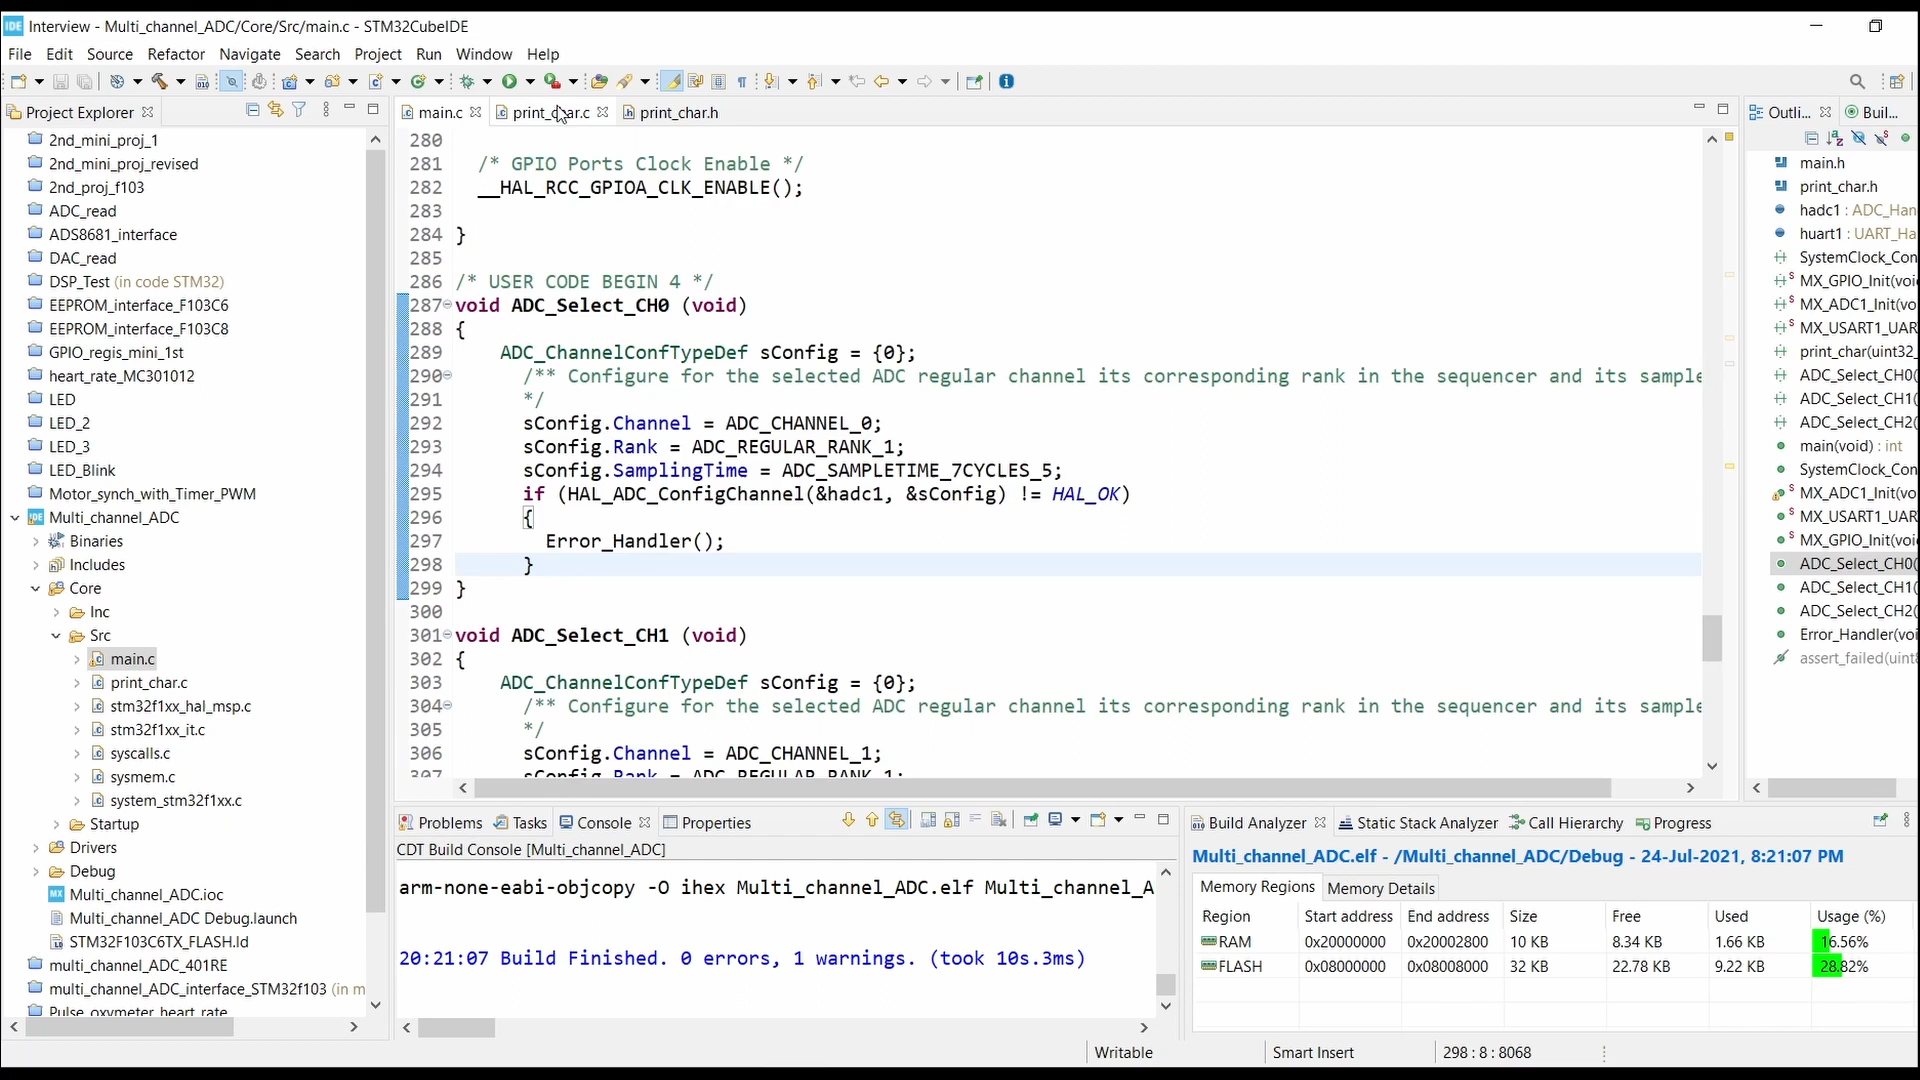 Interview - Multi_channel_ADC/Core/Src/main.c - STM32CubeIDE
File Edit Source Refactor Navigate Search Project Run Window Help
Project Explorer
2nd_mini_proj_1
2nd_mini_proj_revised
2nd_proj_f103
ADC_read
ADS8681_interface
DAC_read
DSP_Test (in code STM32)
EEPROM_interface_F103C6
EEPROM_interface_F103C8
GPIO_regis_mini_1st
heart_rate_MC301012
LED
LED_2
LED_3
LED_Blink
Motor_synch_with_Timer_PWM
Multi_channel_ADC
Binaries
Includes
Core
Inc
Src
main.c
print_char.c
stm32f1xx_hal_msp.c
stm32f1xx_it.c
syscalls.c
sysmem.c
system_stm32f1xx.c
Startup
Drivers
Debug
Multi_channel_ADC.ioc
Multi_channel_ADC Debug.launch
STM32F103C6TX_FLASH.ld
multi_channel_ADC_401RE
multi_channel_ADC_interface_STM32f103 (in m
Pulse_oxymeter_heart_rate
main.c print_char.c print_char.h
280
281 /* GPIO Ports Clock Enable */
282 __HAL_RCC_GPIOA_CLK_ENABLE();
283
284 }
285
286 /* USER CODE BEGIN 4 */
287 void ADC_Select_CH0 (void)
288 {
289 ADC_ChannelConfTypeDef sConfig = {0};
290 /** Configure for the selected ADC regular channel its corresponding rank in the sequencer and its sample
291 */
292 sConfig.Channel = ADC_CHANNEL_0;
293 sConfig.Rank = ADC_REGULAR_RANK_1;
294 sConfig.SamplingTime = ADC_SAMPLETIME_7CYCLES_5;
295 if (HAL_ADC_ConfigChannel(&hadc1, &sConfig) != HAL_OK)
296 {
297 Error_Handler();
298 }
299 }
300
301 void ADC_Select_CH1 (void)
302 {
303 ADC_ChannelConfTypeDef sConfig = {0};
304 /** Configure for the selected ADC regular channel its corresponding rank in the sequencer and its sample
305 */
306 sConfig.Channel = ADC_CHANNEL_1;
307 sConfig.Rank = ADC_REGULAR_RANK_1;
Outli... Buil...
main.h
print_char.h
hadc1 : ADC_Han
huart1 : UART_Ha
SystemClock_Con
MX_GPIO_Init(voi
MX_ADC1_Init(voi
MX_USART1_UAR
print_char(uint32_
ADC_Select_CH0(
ADC_Select_CH1(
ADC_Select_CH2(
main(void) : int
SystemClock_Con
MX_ADC1_Init(voi
MX_USART1_UAR
MX_GPIO_Init(voi
ADC_Select_CH0(
ADC_Select_CH1(
ADC_Select_CH2(
Error_Handler(voi
assert_failed(uint8
Problems Tasks Console Properties
CDT Build Console [Multi_channel_ADC]
arm-none-eabi-objcopy -O ihex Multi_channel_ADC.elf Multi_channel_A
20:21:07 Build Finished. 0 errors, 1 warnings. (took 10s.3ms)
Build Analyzer Static Stack Analyzer Call Hierarchy Progress
Multi_channel_ADC.elf - /Multi_channel_ADC/Debug - 24-Jul-2021, 8:21:07 PM
Memory Regions Memory Details
Region Start address End address Size Free Used Usage (%)
RAM 0x20000000 0x20002800 10 KB 8.34 KB 1.66 KB 16.56%
FLASH 0x08000000 0x08008000 32 KB 22.78 KB 9.22 KB 28.82%
Writable Smart Insert 298 : 8 : 8068